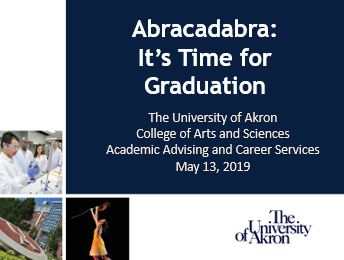 Abracadabra:
It's Time for
Graduation
The University of Akron
College of Arts and Sciences
Academic Advising and Career Services
May 13, 2019
The
University
of Akron